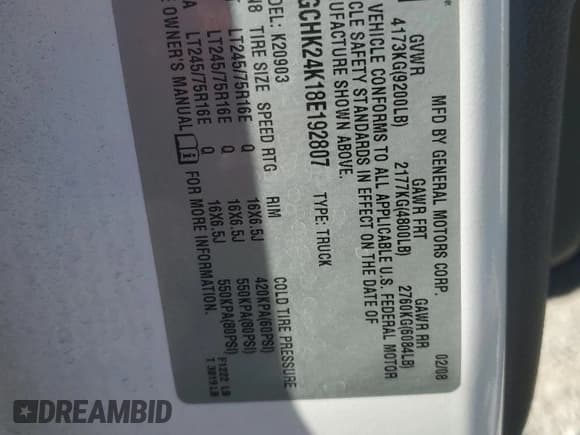 MFD BY GENERAL MOTORS CORP. 02/08
GVWR GAWR FRT GAWR RR
4173KG(9200LB) 2177KG(4800LB) 2760KG(6084LB)
VEHICLE CONFORMS TO ALL APPLICABLE U.S. FEDERAL MOTOR
CLE SAFETY STANDARDS IN EFFECT ON THE DATE OF
UFACTURE SHOWN ABOVE.
GCHK24K18E192807 TYPE: TRUCK
DEL: K20903
TIRE SIZE SPEED RTG RIM COLD TIRE PRESSURE
LT245/75R16E Q 16X6.5J 420KPA(60PSI)
LT245/75R16E Q 16X6.5J 550KPA(80PSI)
LT245/75R16E Q 16X6.5J 550KPA(80PSI)
OWNER'S MANUAL FOR MORE INFORMATION.
DREAMBID